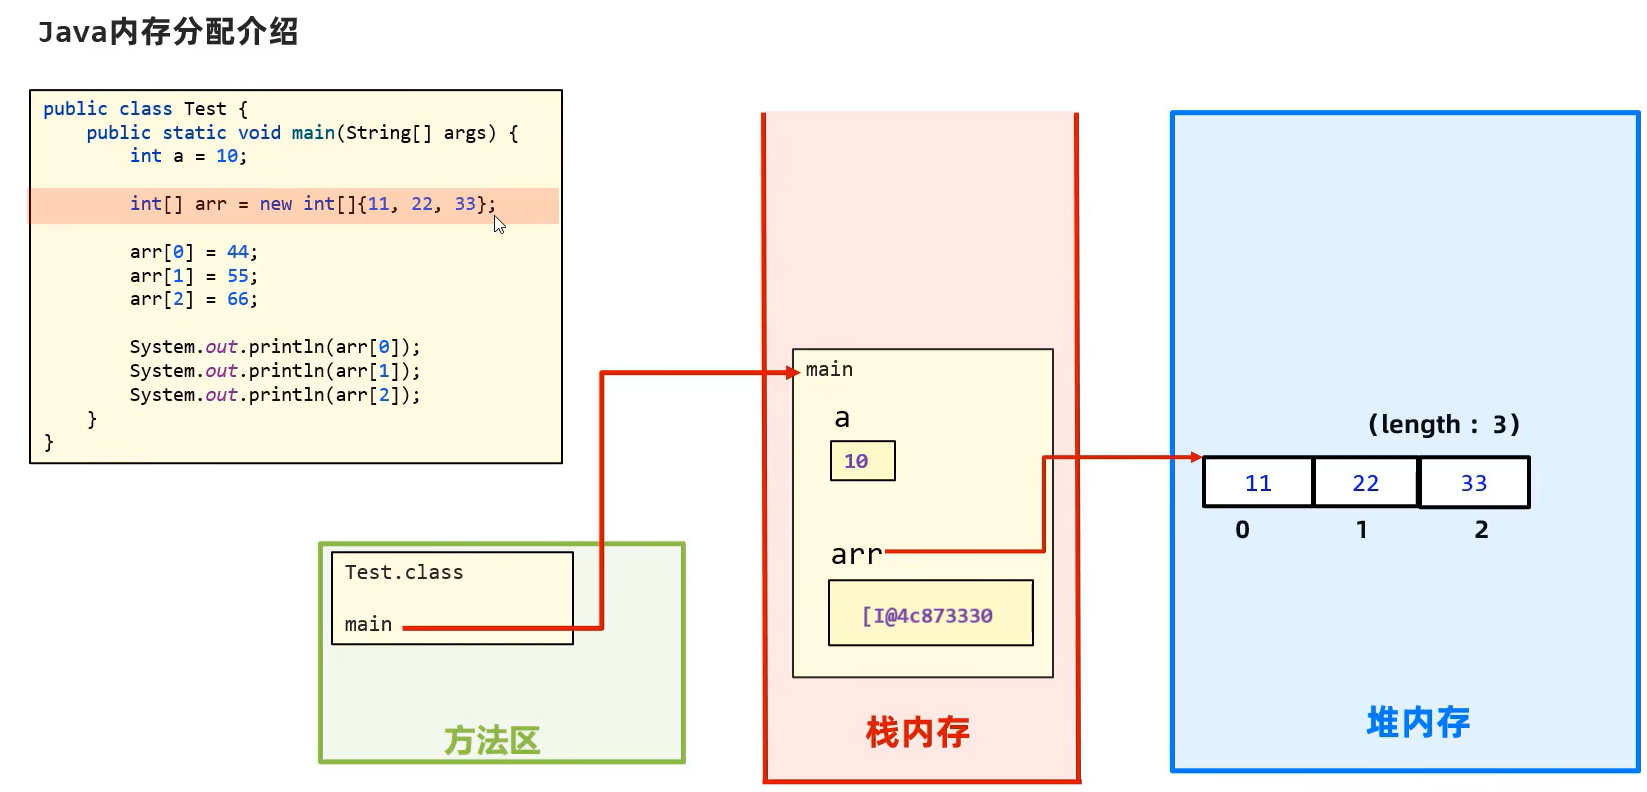 Java内存分配介绍
public class Test {
    public static void main(String[] args) {
        int a = 10;
        int[] arr = new int[]{11, 22, 33};
        arr[0] = 44;
        arr[1] = 55;
        arr[2] = 66;
        System.out.println(arr[0]);
        System.out.println(arr[1]);
        System.out.println(arr[2]);
    }
}
Test.class
main
方法区
main
a
10
arr
[I@4c873330
栈内存
(length : 3)
11 22 33
0 1 2
堆内存